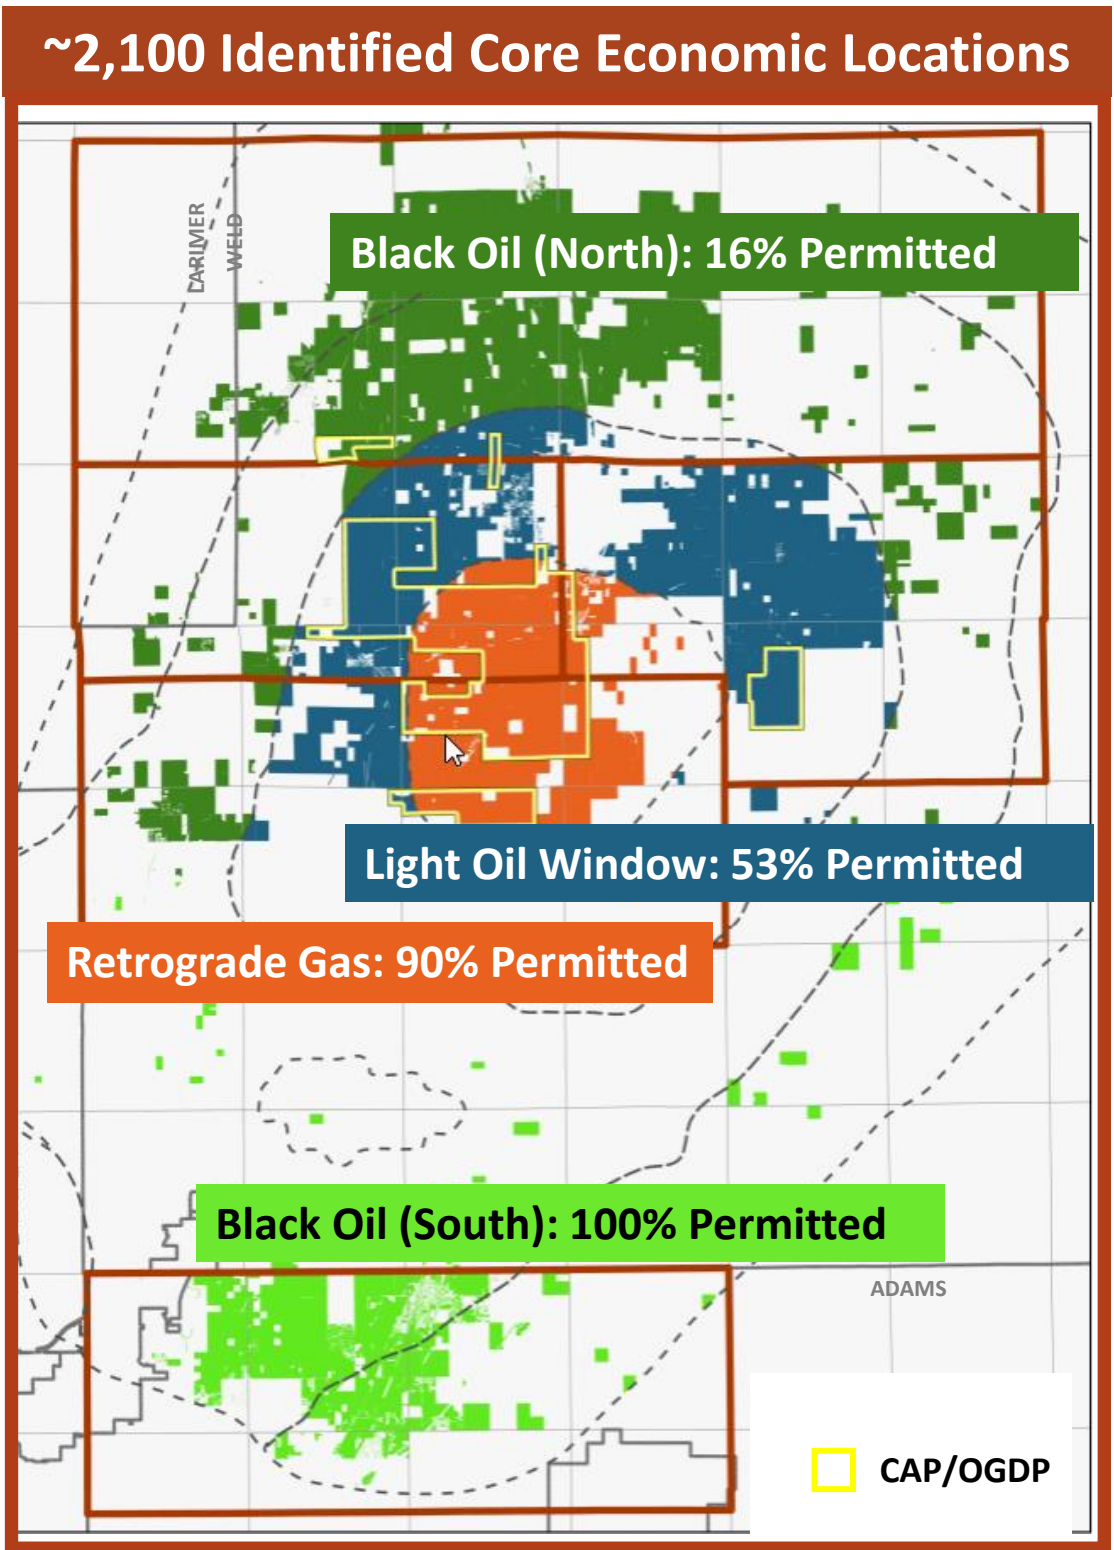 ~2,100 Identified Core Economic Locations
LARIMER
WELD
Black Oil (North): 16% Permitted
Light Oil Window: 53% Permitted
Retrograde Gas: 90% Permitted
Black Oil (South): 100% Permitted
ADAMS
CAP/OGDP